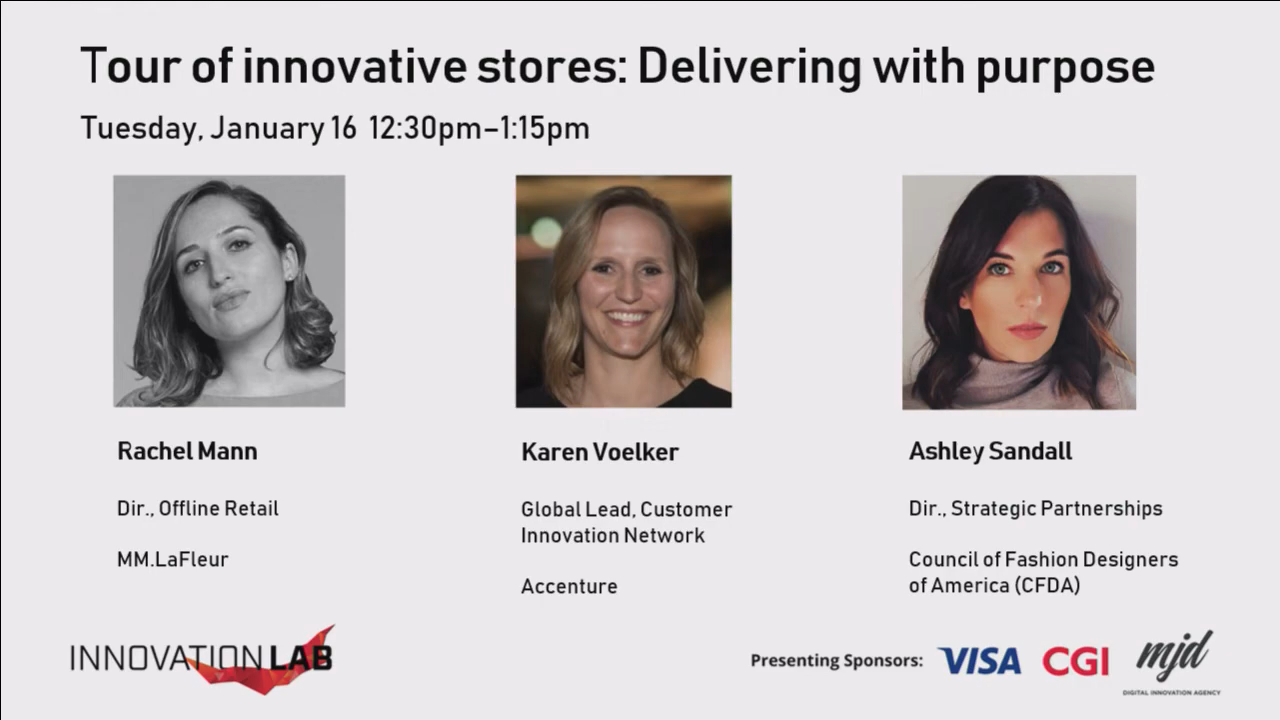 Tour of innovative stores: Delivering with purpose
Tuesday, January 16 12:30pm–1:15pm
Rachel Mann
Dir., Offline Retail
MM.LaFleur
Karen Voelker
Global Lead, Customer
Innovation Network
Accenture
Ashley Sandall
Dir., Strategic Partnerships
Council of Fashion Designers
of America (CFDA)
INNOVATIONLAB
Presenting Sponsors: VISA CGI mjd
DIGITAL INNOVATION AGENCY